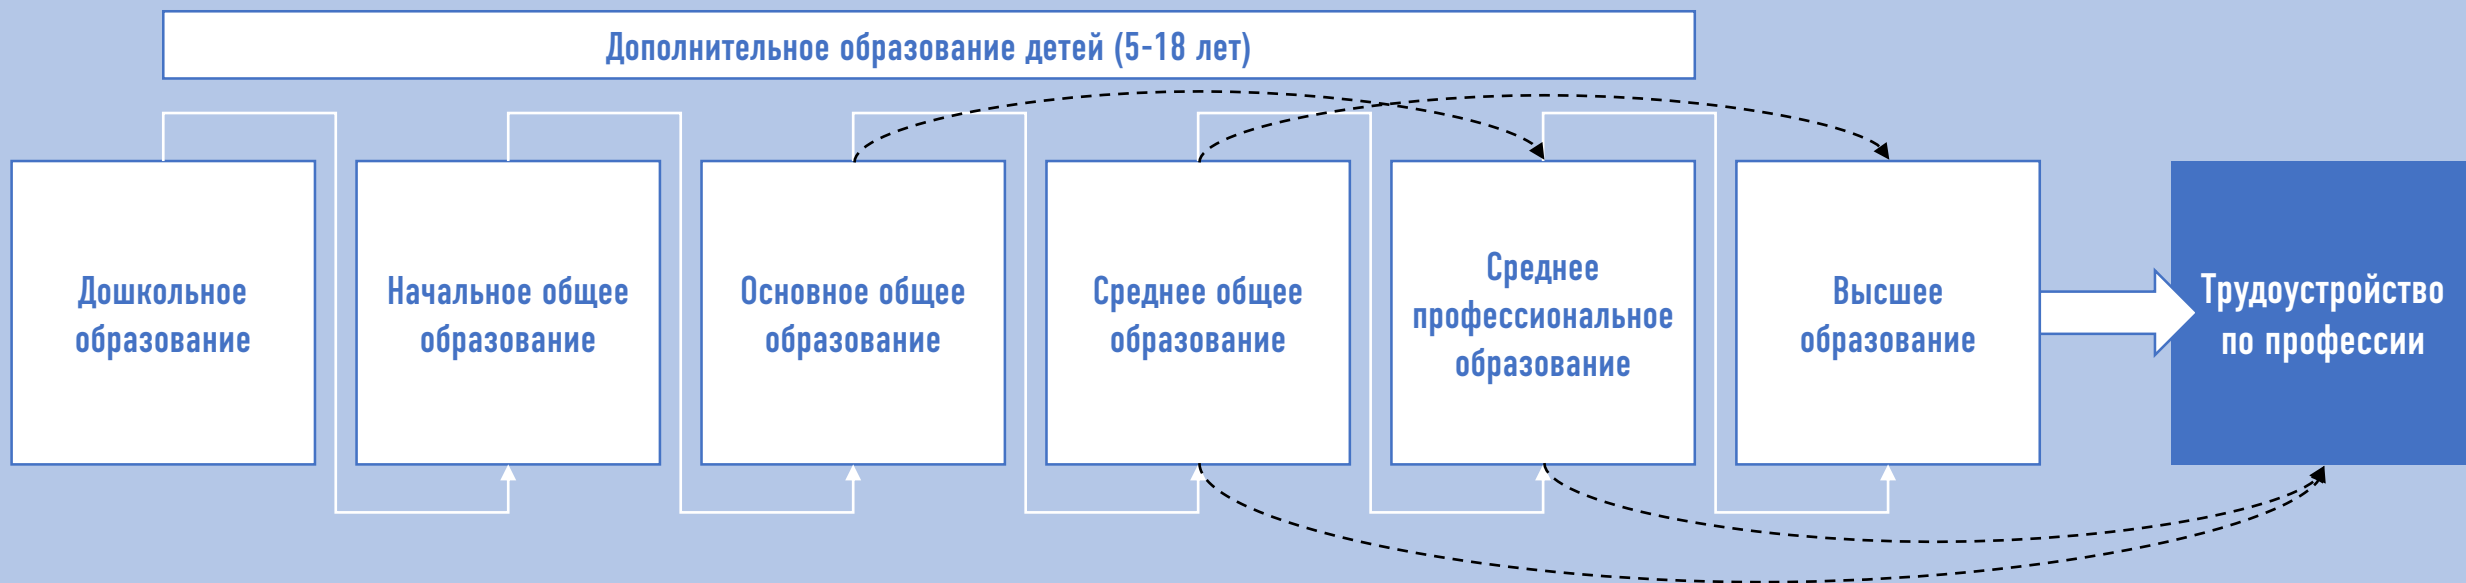 Дополнительное образование детей (5-18 лет)
Дошкольное
образование
Начальное общее
образование
Основное общее
образование
Среднее общее
образование
Среднее
профессиональное
образование
Высшее
образование
Трудоустройство
по профессии